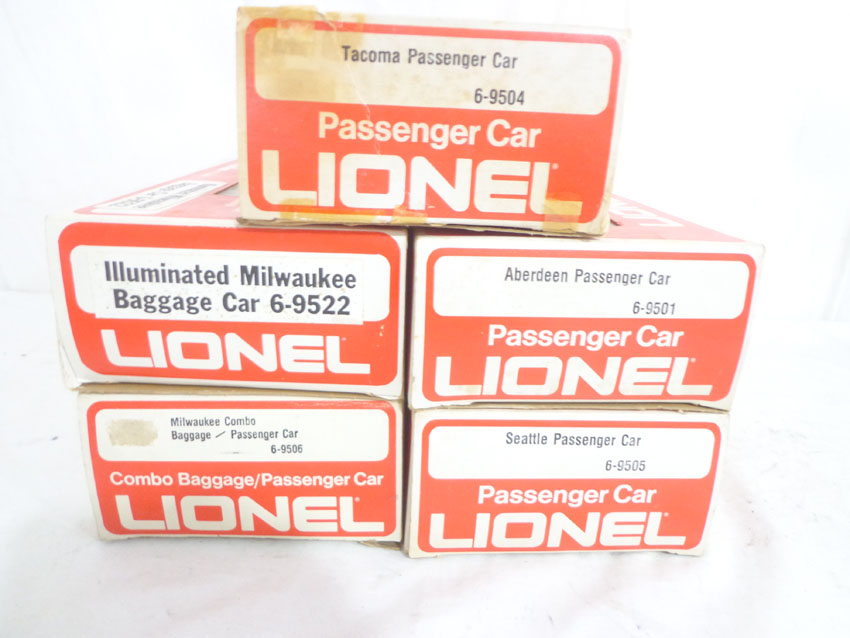 Tacoma Passenger Car
6-9504
Passenger Car
LIONEL
Illuminated Milwaukee
Baggage Car 6-9522
LIONEL
Aberdeen Passenger Car
6-9501
Passenger Car
LIONEL
Milwaukee Combo
Baggage / Passenger Car
6-9506
Combo Baggage/Passenger Car
LIONEL
Seattle Passenger Car
6-9505
Passenger Car
LIONEL